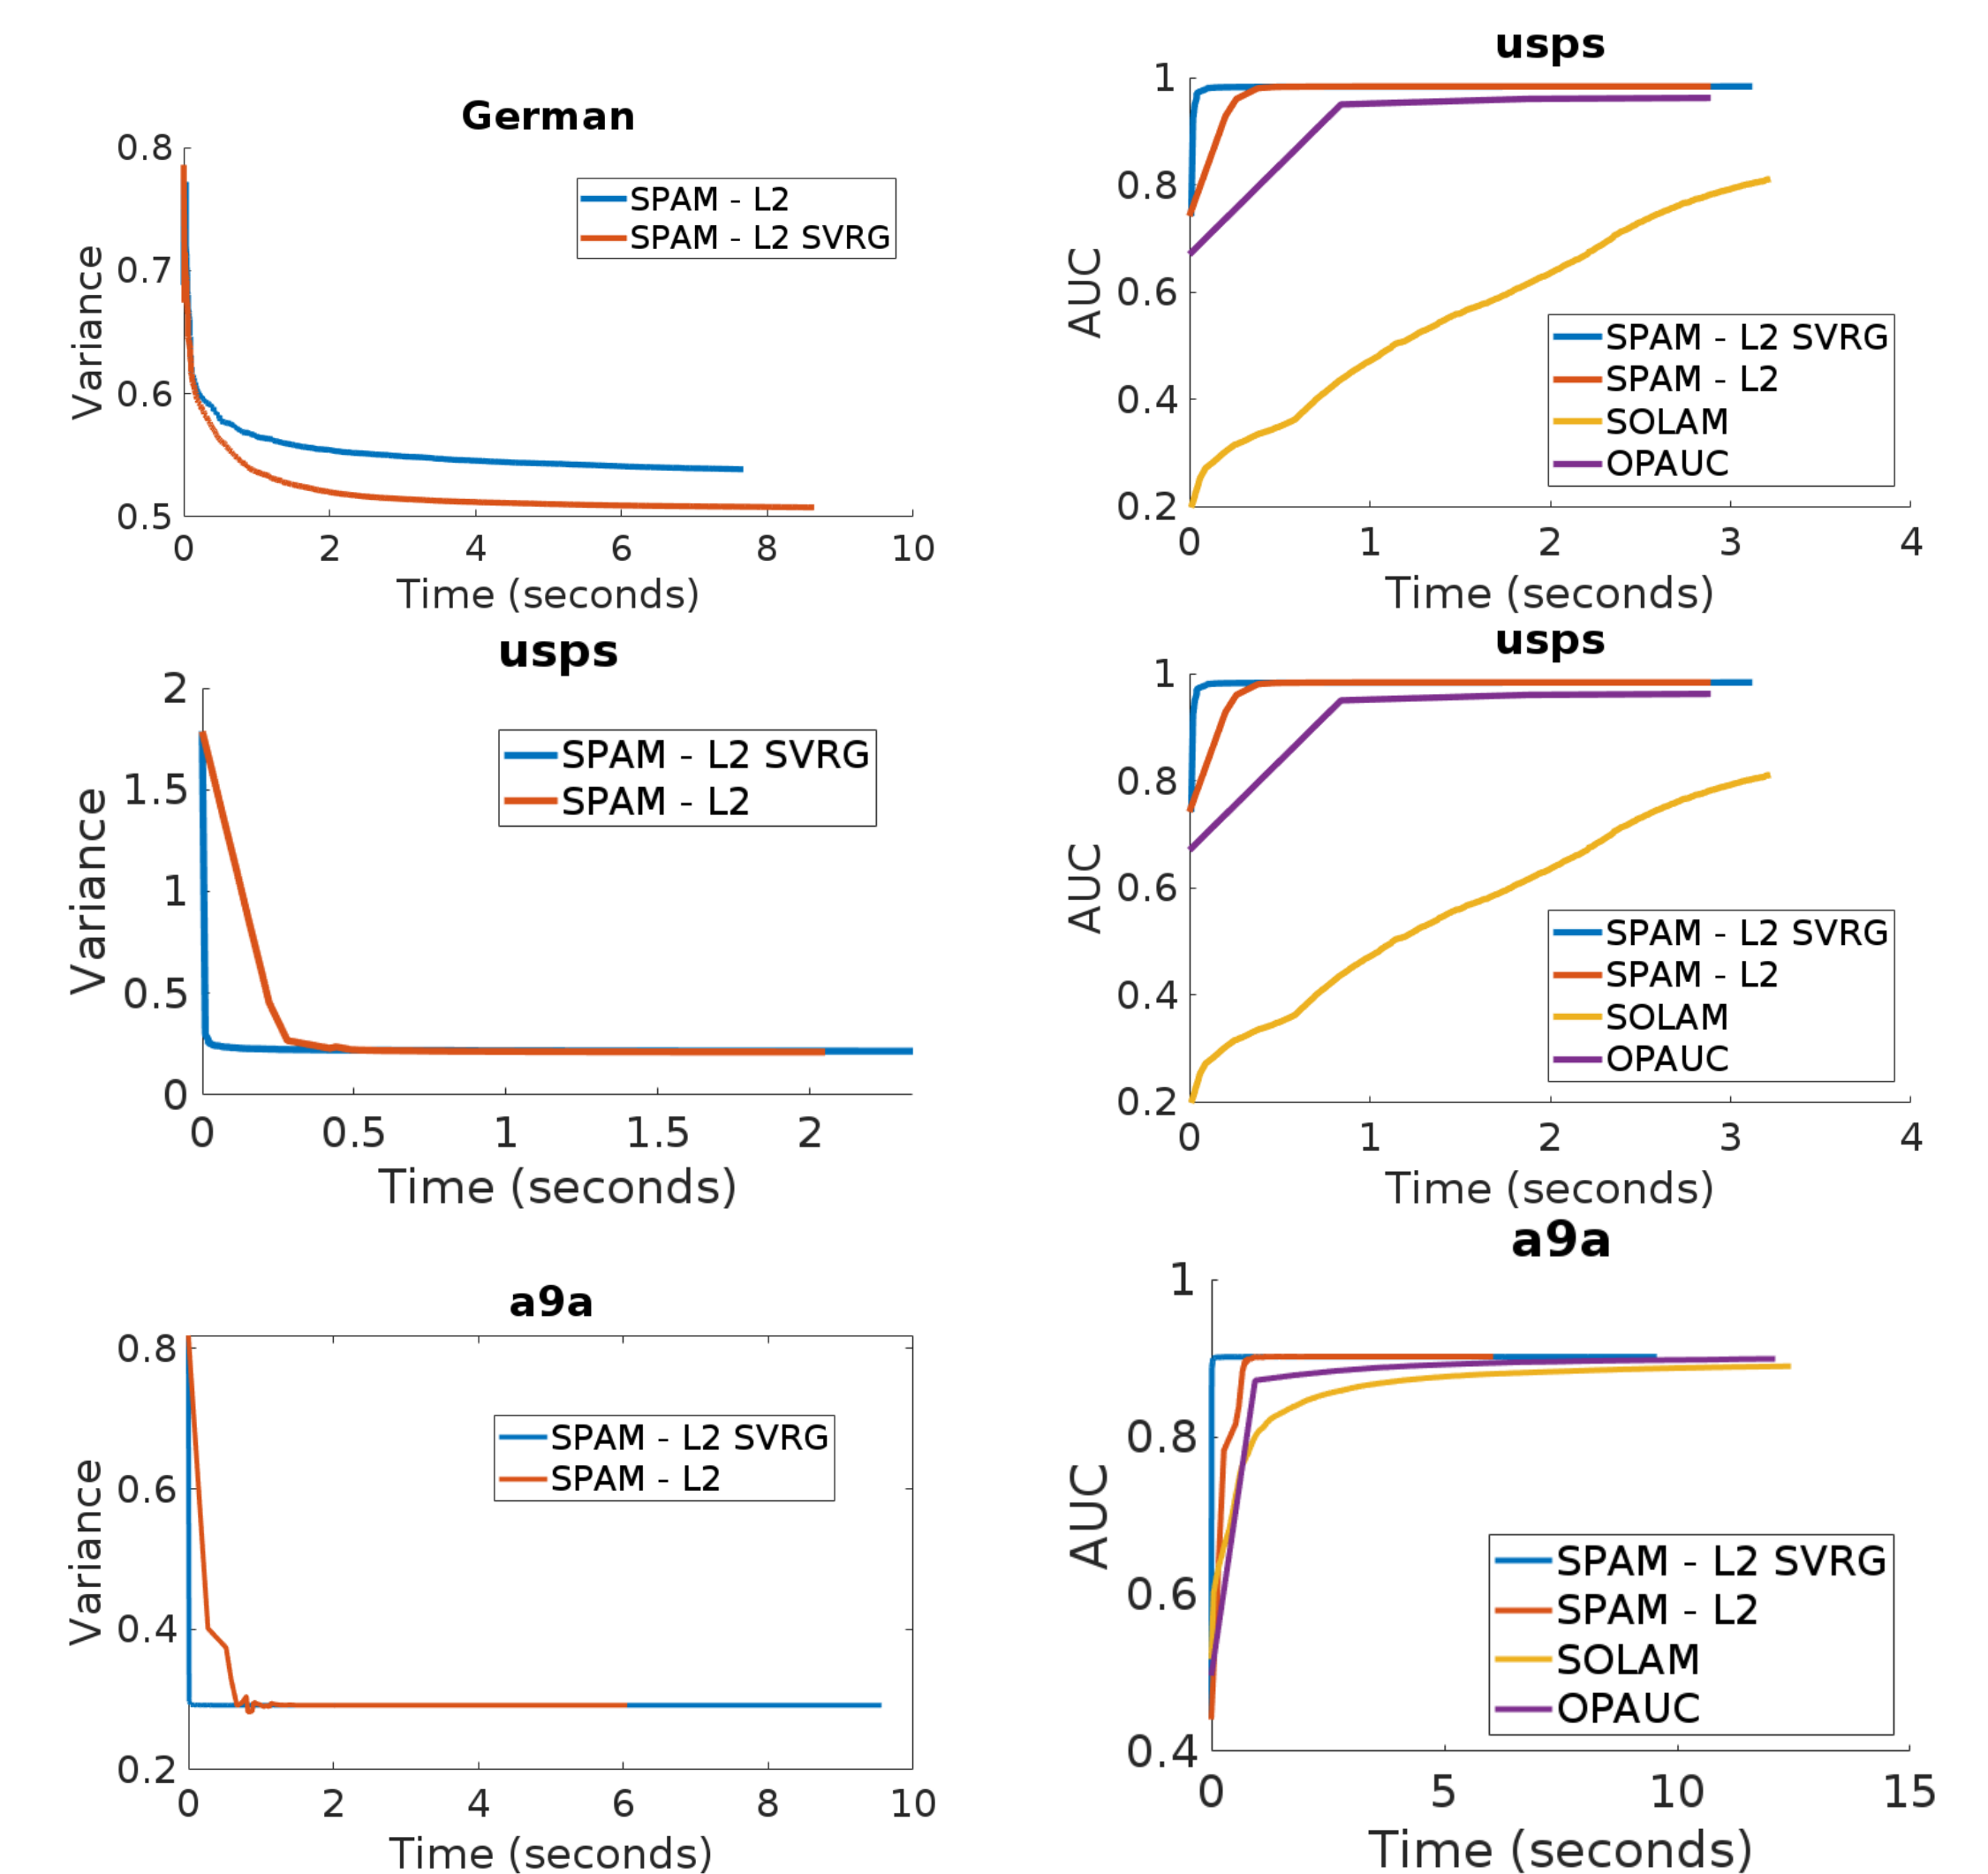 German
0.8
0.7
0.6
0.5
Variance
SPAM - L2
SPAM - L2 SVRG
0 2 4 6 8 10
Time (seconds)
usps
1
0.8
0.6
0.4
0.2
AUC
SPAM - L2 SVRG
SPAM - L2
SOLAM
OPAUC
0 1 2 3 4
Time (seconds)
usps
2
1.5
1
0.5
0
Variance
SPAM - L2 SVRG
SPAM - L2
0 0.5 1 1.5 2
Time (seconds)
usps
1
0.8
0.6
0.4
0.2
AUC
SPAM - L2 SVRG
SPAM - L2
SOLAM
OPAUC
0 1 2 3 4
Time (seconds)
a9a
0.8
0.6
0.4
0.2
Variance
SPAM - L2 SVRG
SPAM - L2
0 2 4 6 8 10
Time (seconds)
a9a
1
0.8
0.6
0.4
AUC
SPAM - L2 SVRG
SPAM - L2
SOLAM
OPAUC
0 5 10 15
Time (seconds)